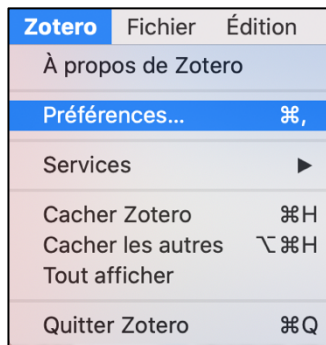 Zotero Fichier Édition
À propos de Zotero
Préférences... ⌘,
Services ▶
Cacher Zotero ⌘H
Cacher les autres ⌥⌘H
Tout afficher
Quitter Zotero ⌘Q